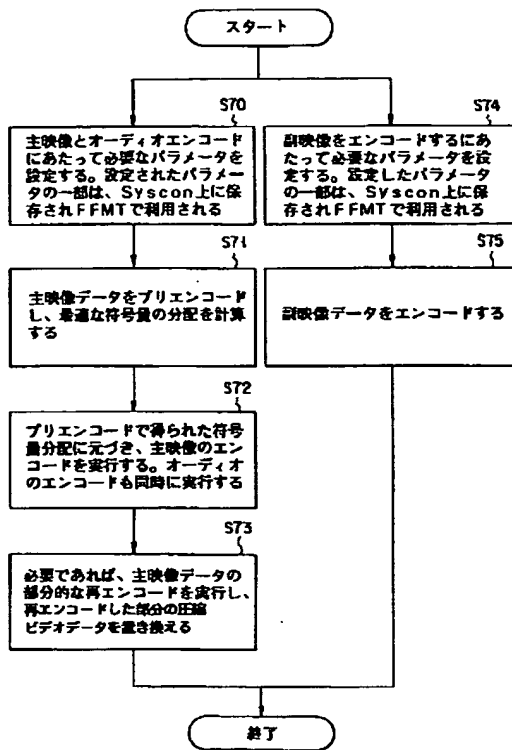 スタート
S70
主映像とオーディオエンコード
にあたって必要なパラメータを
設定する。設定されたパラメー
タの一部は、Syscon上に保
存されFFMTで利用される
S71
主映像データをプリエンコード
し、最適な符号量の分配を計算
する
S72
プリエンコードで得られた符号
量分配に元づき、主映像のエン
コードを実行する。オーディオ
のエンコードも同時に実行する
S73
必要であれば、主映像データの
部分的な再エンコードを実行し、
再エンコードした部分の圧縮
ビデオデータを置き換える
S74
副映像をエンコードするにあ
たって必要なパラメータを設
定する。設定したパラメータ
の一部は、Syscon上に保
存されFFMTで利用される
S75
副映像データをエンコードする
終了